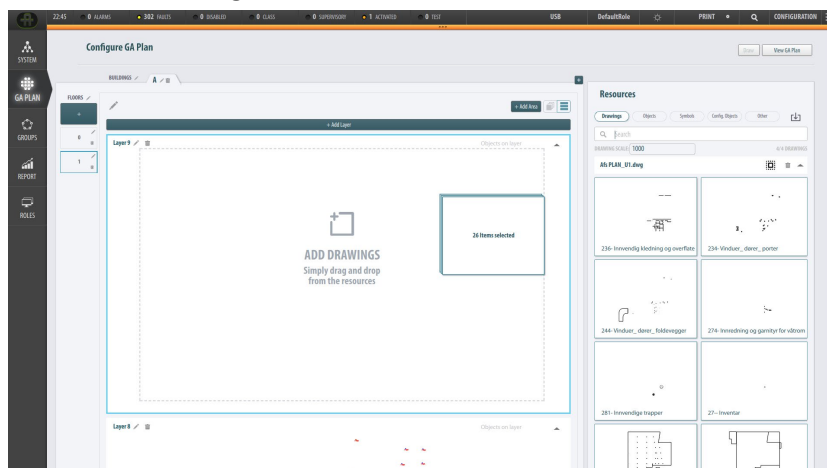 22:45 0 ALARMS 302 FAULTS 0 DISABLED 0 CLASS 0 SUPERVISORY 1 ACTIVATED 0 TEST USB DefaultRole PRINT CONFIGURATION
Configure GA Plan
View GA Plan
SYSTEM
GA PLAN
GROUPS
REPORT
ROLES
BUILDINGS
A
FLOORS
+
0
1
+ Add Area
+ Add Layer
Layer 9
Objects on layer
ADD DRAWINGS
Simply drag and drop
from the resources
26 Items selected
Layer 8
Objects on layer
Resources
Drawings Objects Symbols Config. Objects Other
Search
DRAWING SCALE 1000
6/6 DRAWINGS
Afs PLAN_U1.dwg
236- Innvendig kledning og overflate
234- Vinduer_ dører_ porter
244- Vinduer_ dører_ foldevegger
274- Innredning og garnityr for våtrom
281- Innvendige trapper
27-- Inventar